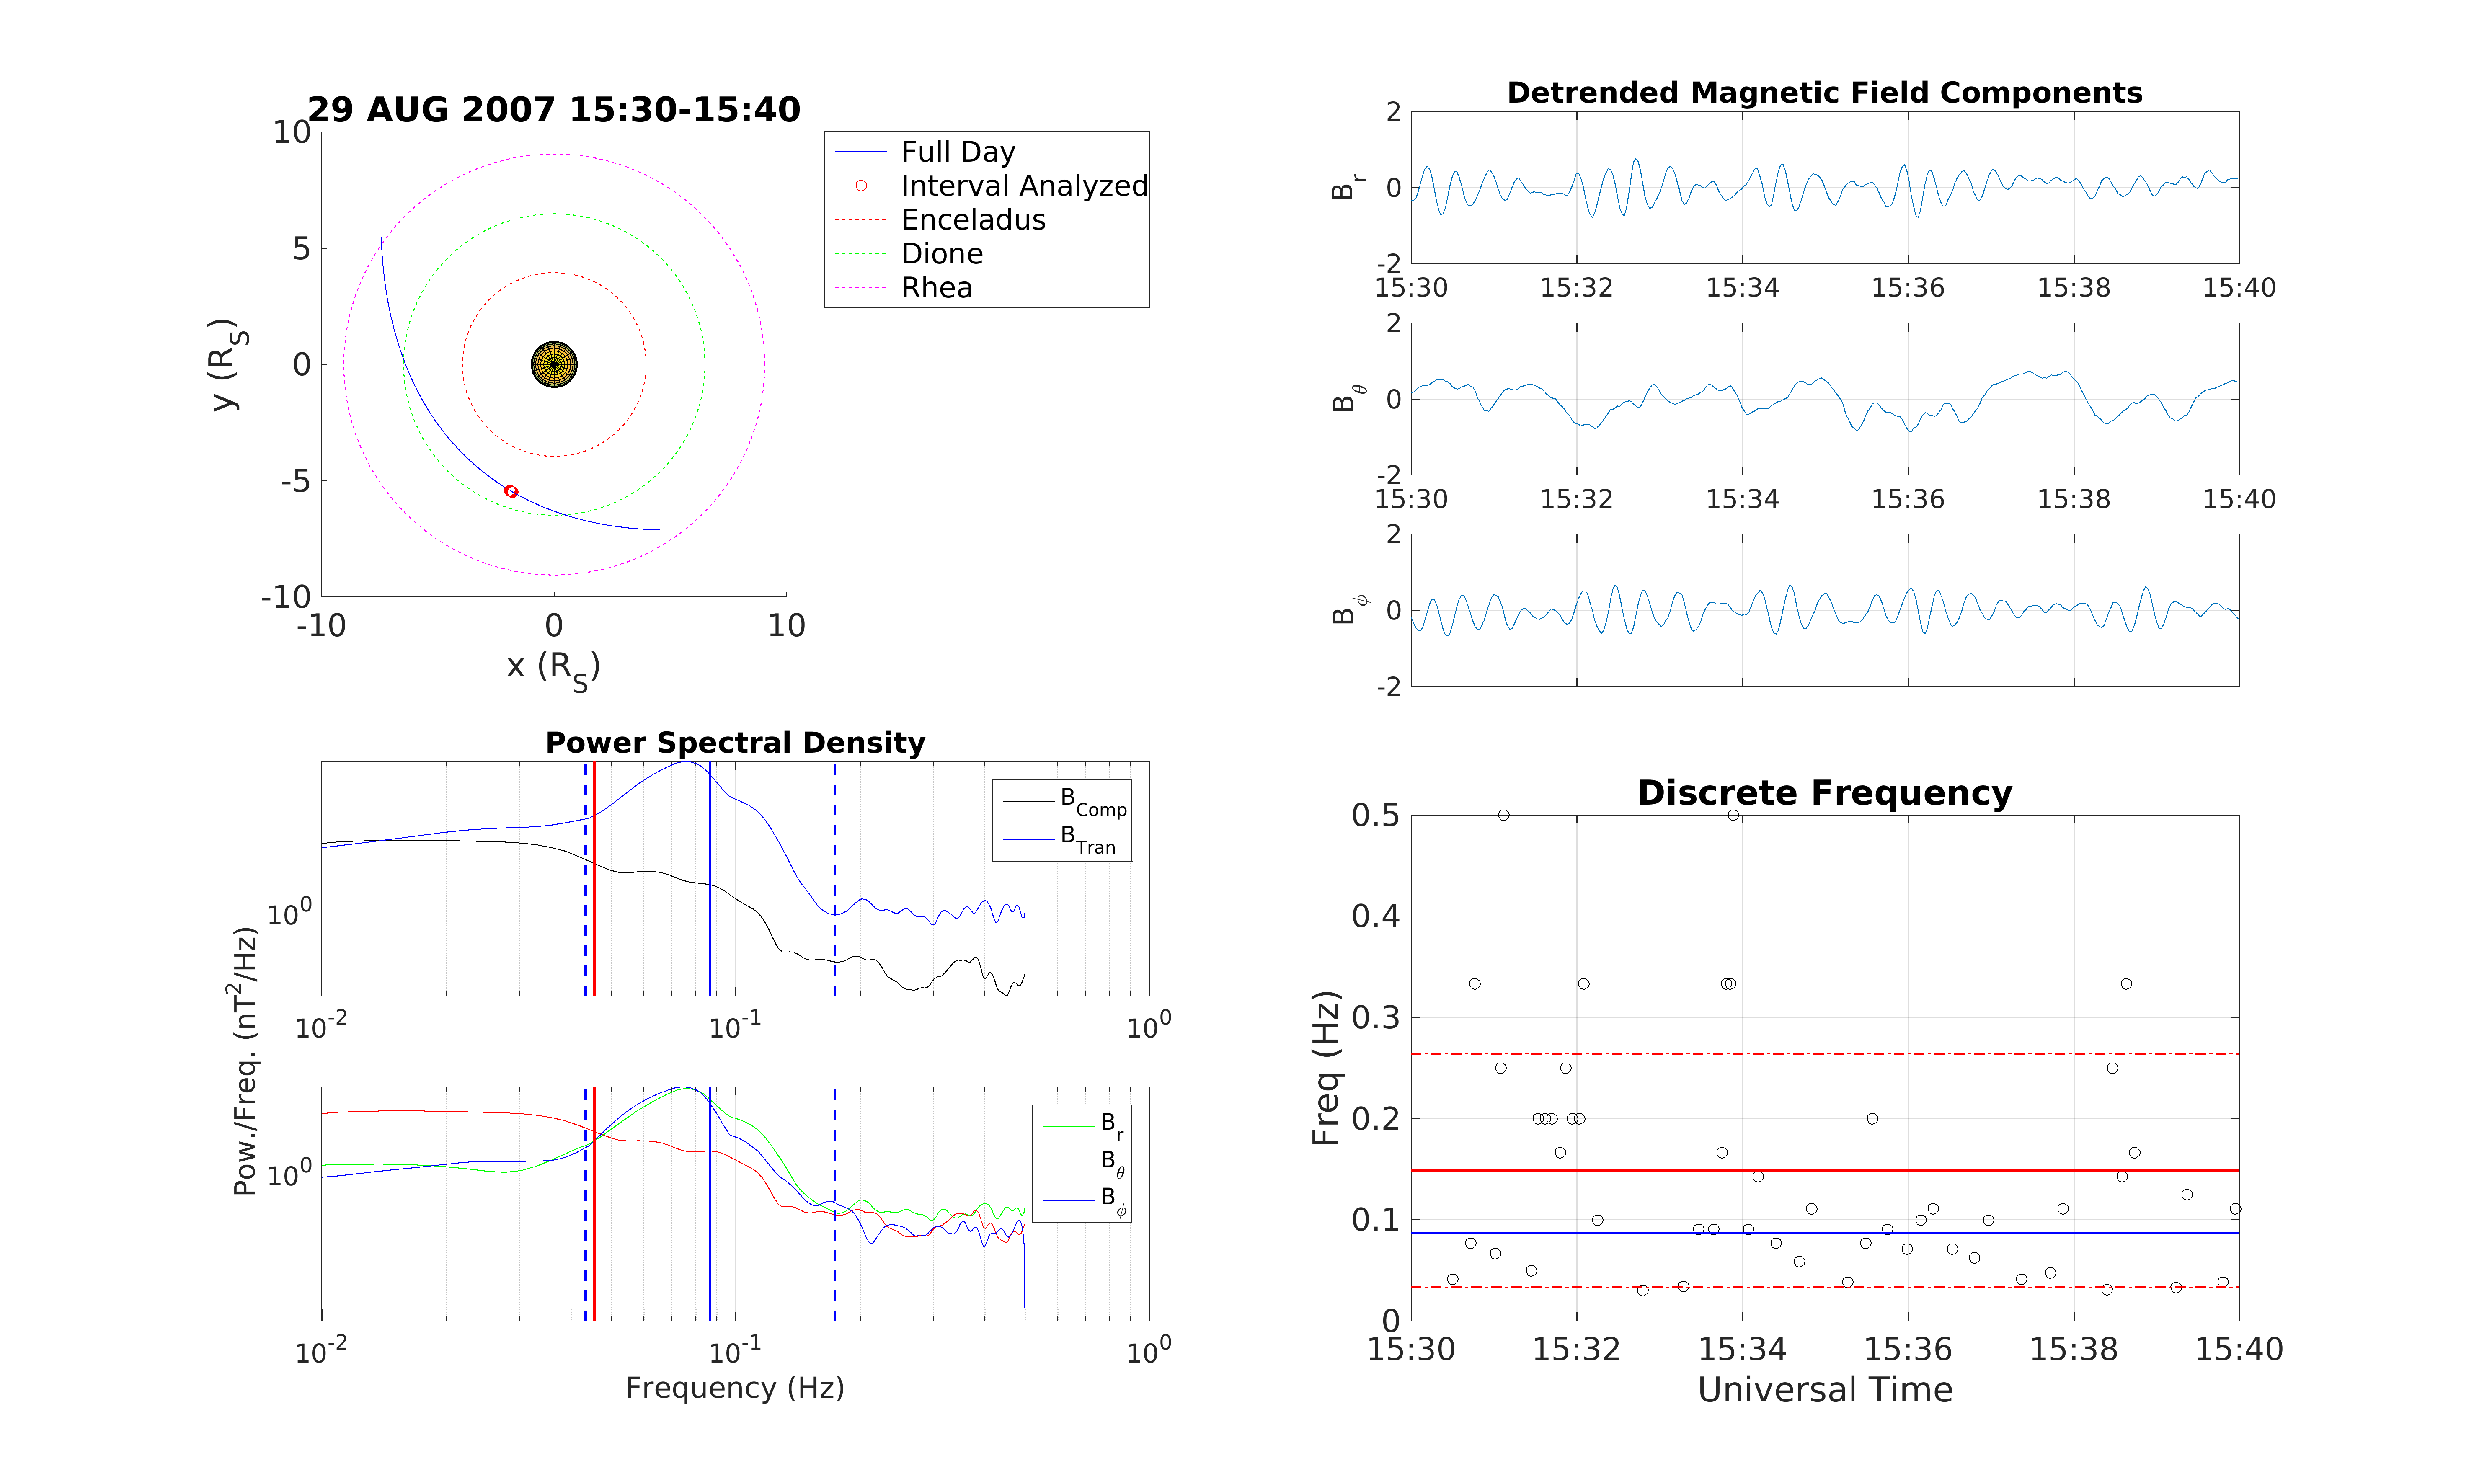 29 AUG 2007 15:30-15:40
10
5
0
-5
-10
-10 0 10
y (R_S)
x (R_S)
Full Day
Interval Analyzed
Enceladus
Dione
Rhea
Detrended Magnetic Field Components
2
0
-2
B_r
15:30 15:32 15:34 15:36 15:38 15:40
2
0
-2
B_θ
15:30 15:32 15:34 15:36 15:38 15:40
2
0
-2
B_ϕ
Power Spectral Density
10^0
B_Comp
B_Tran
10^-2 10^-1 10^0
Pow./Freq. (nT^2/Hz)
10^0
B_r
B_θ
B_ϕ
10^-2 10^-1 10^0
Frequency (Hz)
Discrete Frequency
0.5
0.4
0.3
0.2
0.1
0
Freq (Hz)
15:30 15:32 15:34 15:36 15:38 15:40
Universal Time